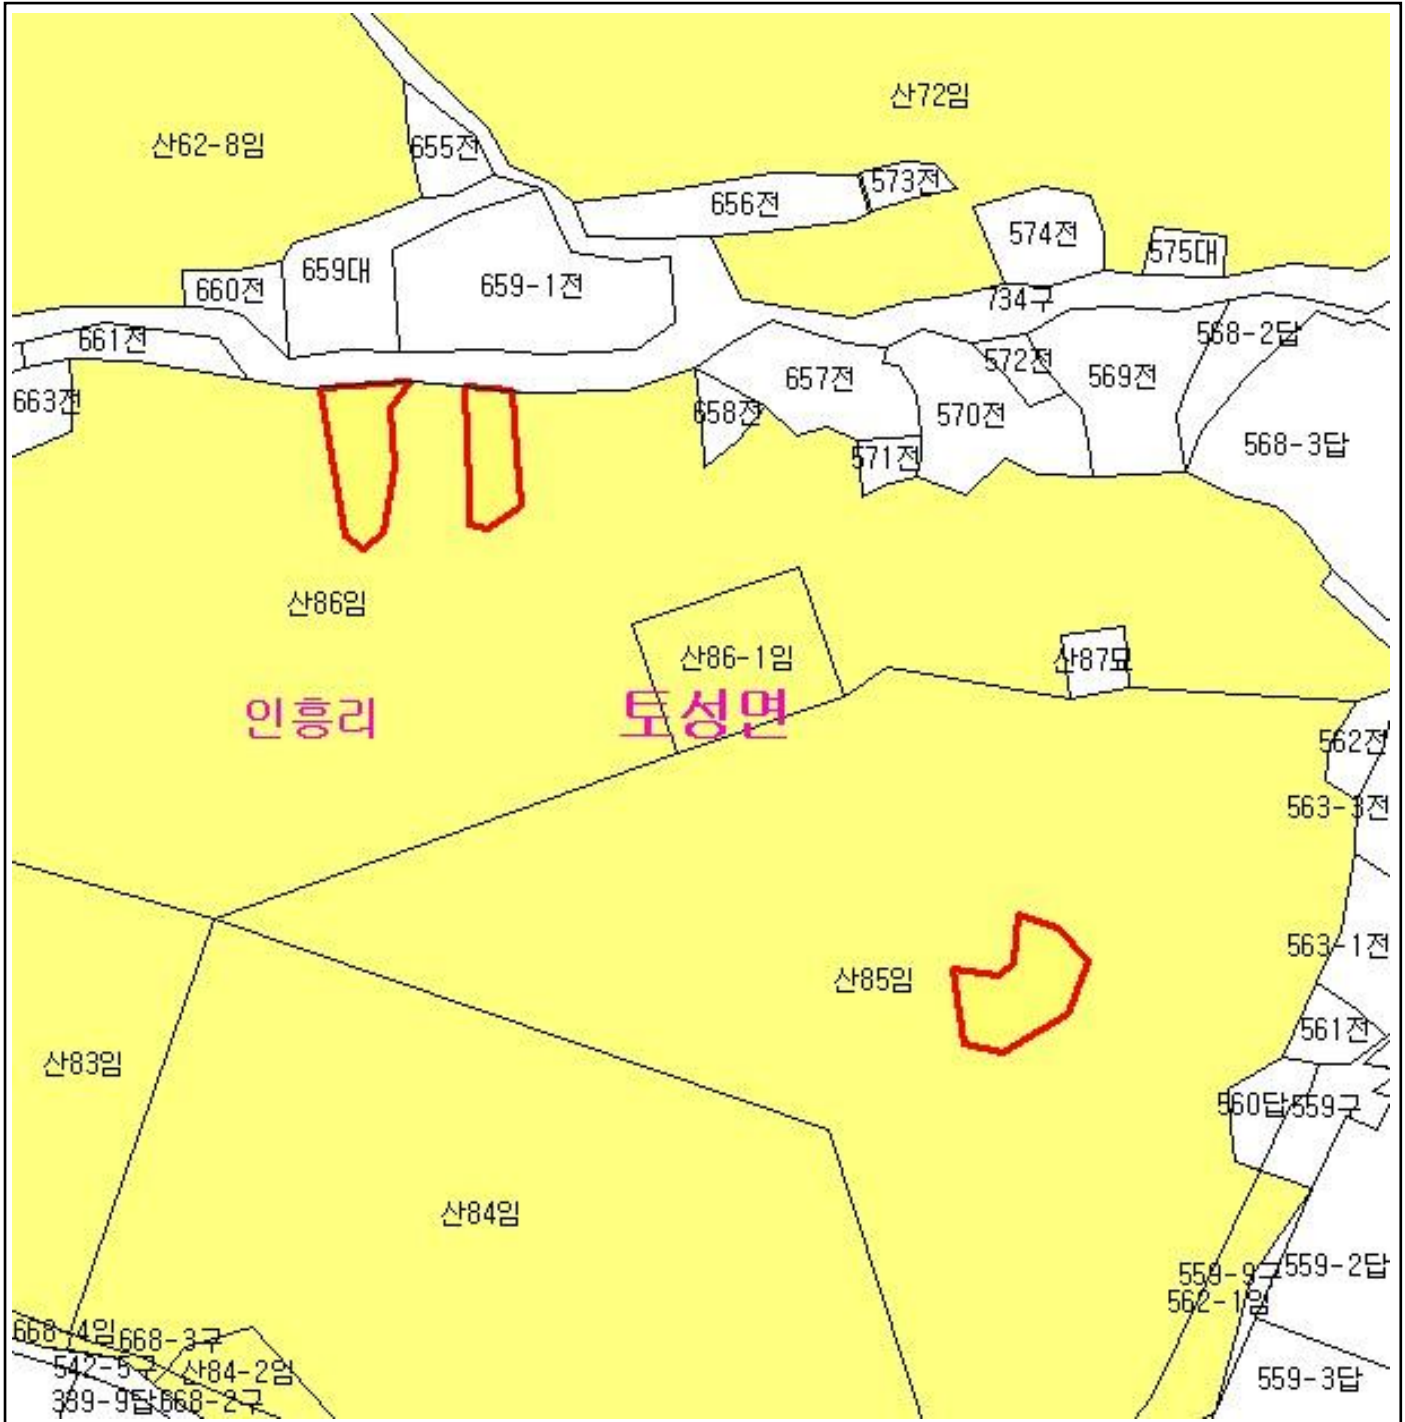 산72임
산62-8임
655전
573전
656전
574전
575대
659대
659-1전
660전
734구
568-2답
661전
572전
657전
569전
663전
658전
570전
568-3답
571전
산86임
산86-1임
산87묘
인흥리
토성면
562전
563-3전
563-1전
산85임
561전
산83임
560답
559구
산84임
559-2답
559-9구
562-1임
668-4임
668-3구
542-5구
산84-2임
559-3답
339-9답
668-2구